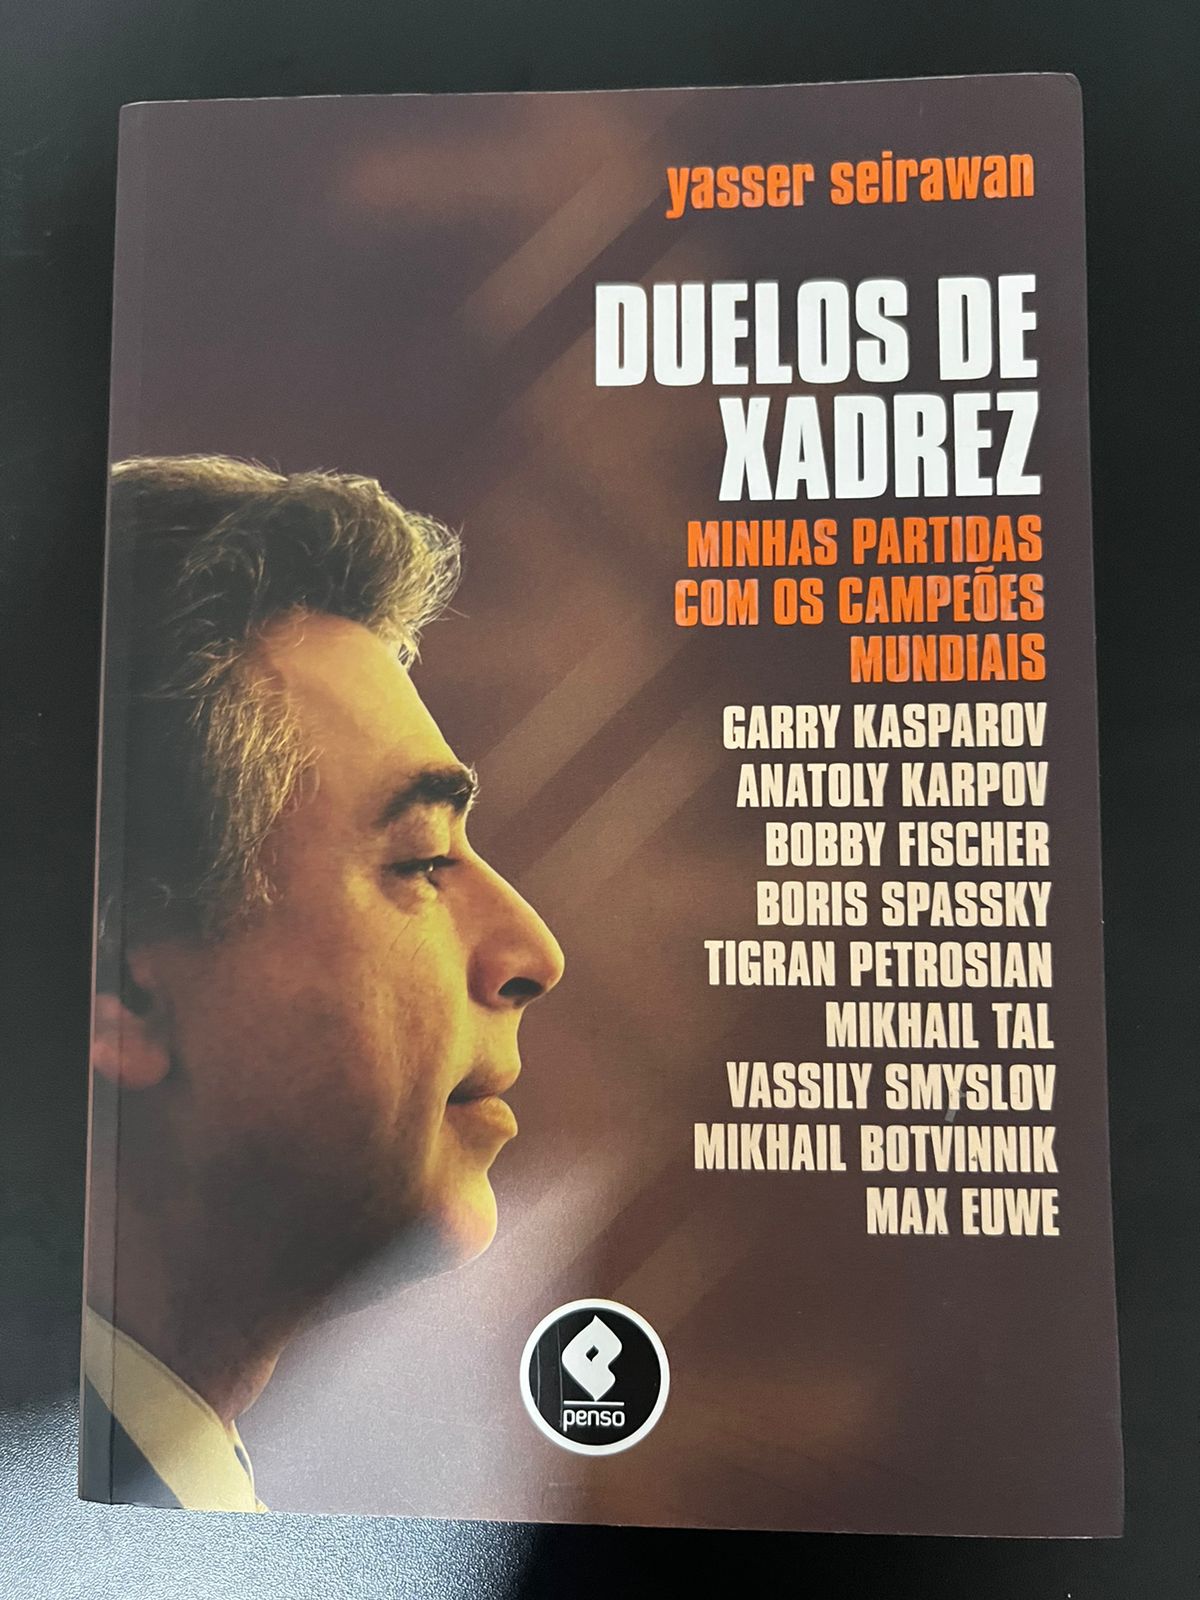 yasser seirawan
DUELOS DE
XADREZ
MINHAS PARTIDAS
COM OS CAMPEÕES
MUNDIAIS
GARRY KASPAROV
ANATOLY KARPOV
BOBBY FISCHER
BORIS SPASSKY
TIGRAN PETROSIAN
MIKHAIL TAL
VASSILY SMYSLOV
MIKHAIL BOTVINNIK
MAX EUWE
penso